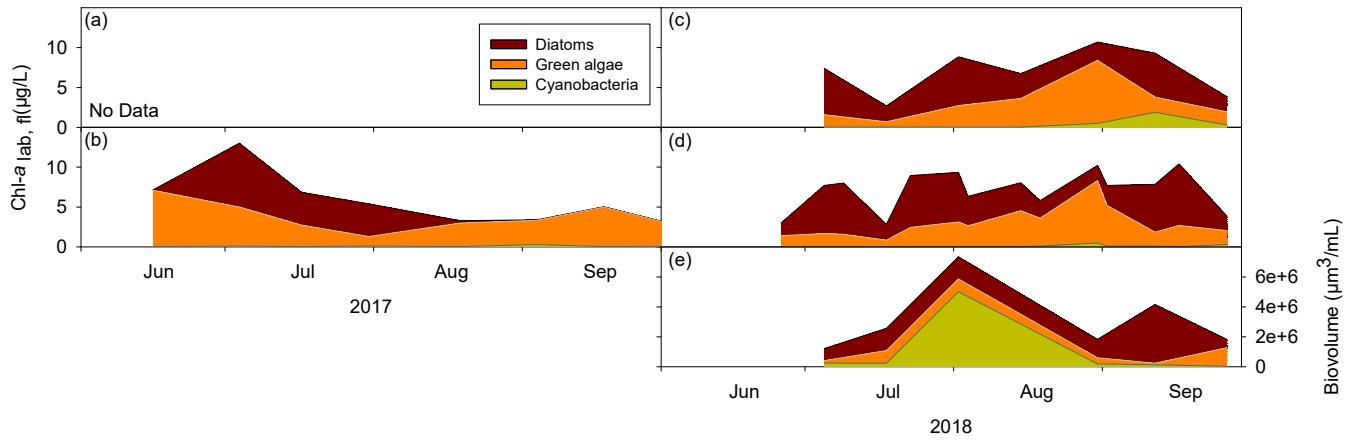 (a)
(c)
Diatoms
Green algae
Cyanobacteria
10
5
0
No Data
Chl-a lab, fl(µg/L)
(b)
(d)
10
5
0
Jun Jul Aug Sep
2017
(e)
6e+6
4e+6
2e+6
0
Biovolume (µm³/mL)
Jun Jul Aug Sep
2018